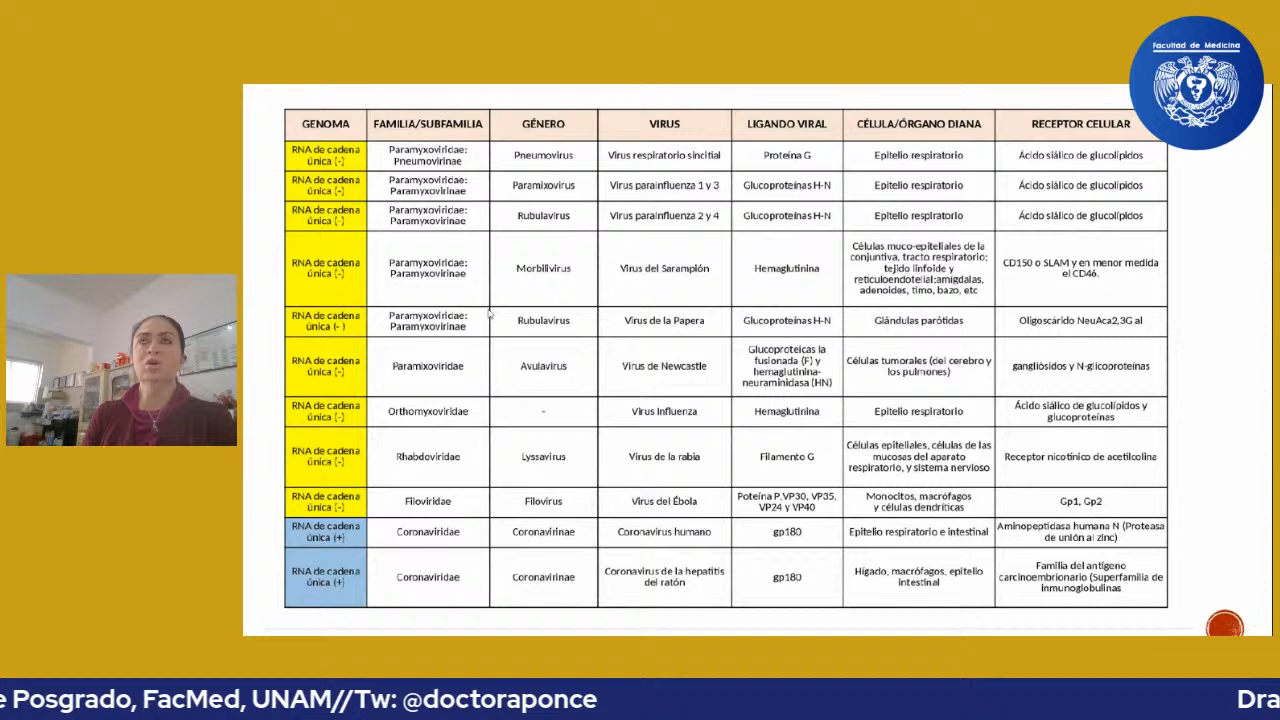 Facultad de Medicina
GENOMA FAMILIA/SUBFAMILIA GÉNERO VIRUS LIGANDO VIRAL CÉLULA/ÓRGANO DIANA RECEPTOR CELULAR
RNA de cadena única (-) Paramyxoviridae: Pneumovirinae Pneumovirus Virus respiratorio sincitial Proteína G Epitelio respiratorio Ácido siálico de glucolípidos
RNA de cadena única (-) Paramyxoviridae: Paramyxovirinae Paramixovirus Virus parainfluenza 1 y 3 Glucoproteínas H-N Epitelio respiratorio Ácido siálico de glucolípidos
RNA de cadena única (-) Paramyxoviridae: Paramyxovirinae Rubulavirus Virus parainfluenza 2 y 4 Glucoproteínas H-N Epitelio respiratorio Ácido siálico de glucolípidos
RNA de cadena única (-) Paramyxoviridae: Paramyxovirinae Morbilivirus Virus del Sarampión Hemaglutinina Células muco-epiteliales de la conjuntiva, tracto respiratorio; tejido linfoide y reticuloendotelial:amígdalas, adenoides, timo, bazo, etc CD150 o SLAM y en menor medida el CD46.
RNA de cadena única (- ) Paramyxoviridae: Paramyxovirinae Rubulavirus Virus de la Papera Glucoproteínas H-N Glándulas parótidas Oligoscárido NeuAca2,3G al
RNA de cadena única (-) Paramixoviridae Avulavirus Virus de Newcastle Glucoproteicas la fusionada (F) y hemaglutinina-neuraminidasa (HN) Células tumorales (del cerebro y los pulmones) gangliósidos y N-glicoproteínas
RNA de cadena única (-) Orthomyxoviridae - Virus Influenza Hemaglutinina Epitelio respiratorio Ácido siálico de glucolípidos y glucoproteínas
RNA de cadena única (-) Rhabdoviridae Lyssavirus Virus de la rabia Filamento G Células epiteliales, células de las mucosas del aparato respiratorio, y sistema nervioso Receptor nicotínico de acetilcolina
RNA de cadena única (-) Filoviridae Filovirus Virus del Ébola Poteína P,VP30, VP35, VP24 y VP40 Monocitos, macrófagos y células dendríticas Gp1, Gp2
RNA de cadena única (+) Coronaviridae Coronavirinae Coronavirus humano gp180 Epitelio respiratorio e intestinal Aminopeptidasa humana N (Proteasa de unión al zinc)
RNA de cadena única (+) Coronaviridae Coronavirinae Coronavirus de la hepatitis del ratón gp180 Hígado, macrófagos, epitelio intestinal Familia del antígeno carcinoembrionario (Superfamilia de inmunoglobulinas
e Posgrado, FacMed, UNAM//Tw: @doctoraponce Dra